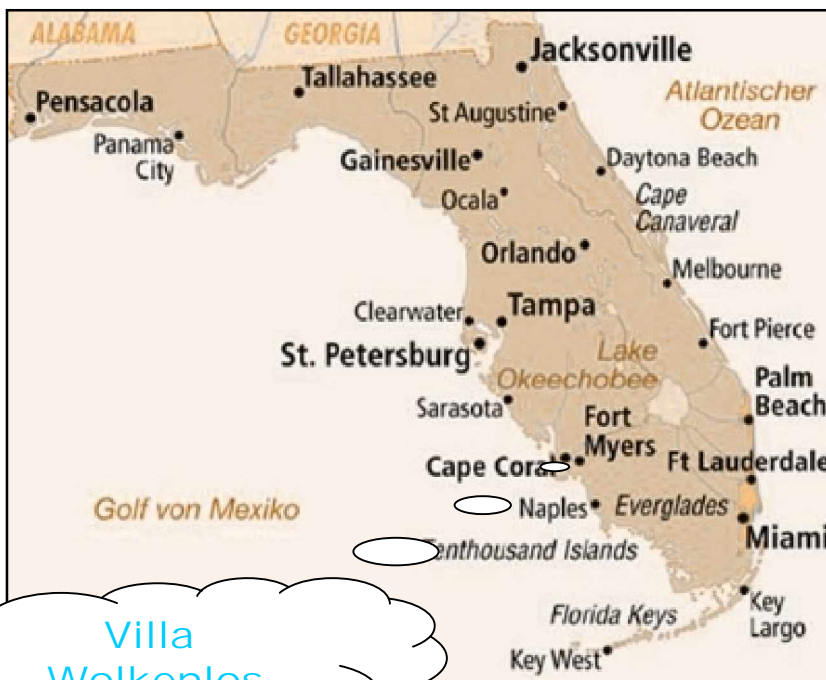 ALABAMA
GEORGIA
Jacksonville
Tallahassee
Pensacola
Atlantischer
Ozean
St Augustine
Panama
City
Gainesville
Daytona Beach
Ocala
Cape
Canaveral
Orlando
Melbourne
Clearwater
Tampa
Fort Pierce
St. Petersburg
Lake
Okeechobee
Palm
Beach
Sarasota
Fort
Myers
Cape Coral
Ft Lauderdale
Golf von Mexiko
Naples
Everglades
Miami
Tenthousand Islands
Key
Largo
Florida Keys
Key West
Villa
Wolkenlos